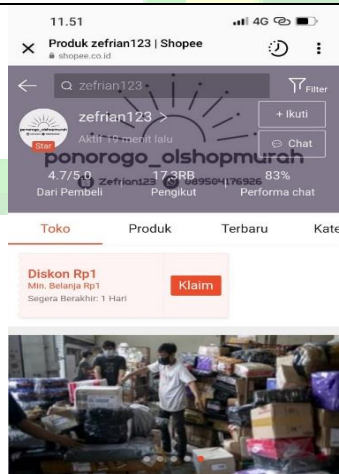 11.51
4G
Produk zefrian123 | Shopee
shopee.co.id
zefrian123
Filter
zefrian123 >
+ Ikuti
Star
Aktif 19 menit lalu
Chat
ponorogo_olshopmurah
Zefrian123 089504176926
4.7/5.0 17,3RB 83%
Dari Pembeli Pengikut Performa chat
Toko Produk Terbaru Kate
Diskon Rp1
Min. Belanja Rp1
Segera Berakhir: 1 Hari
Klaim